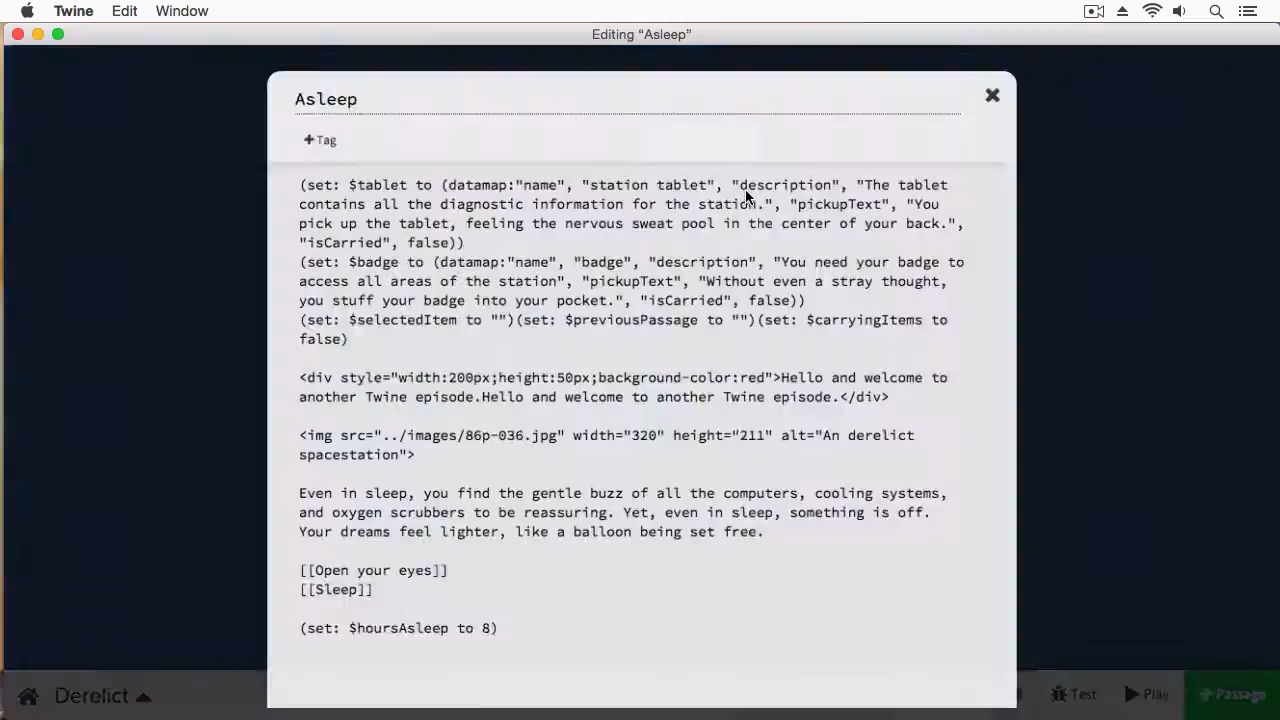 Twine Edit Window
Editing “Asleep”
Asleep
+Tag
(set: $tablet to (datamap:"name", "station tablet", "description", "The tablet
contains all the diagnostic information for the station.", "pickupText", "You
pick up the tablet, feeling the nervous sweat pool in the center of your back.",
"isCarried", false))
(set: $badge to (datamap:"name", "badge", "description", "You need your badge to
access all areas of the station", "pickupText", "Without even a stray thought,
you stuff your badge into your pocket.", "isCarried", false))
(set: $selectedItem to "")(set: $previousPassage to "")(set: $carryingItems to
false)
<div style="width:200px;height:50px;background-color:red">Hello and welcome to
another Twine episode.Hello and welcome to another Twine episode.</div>
<img src="../images/86p-036.jpg" width="320" height="211" alt="An derelict
spacestation">
Even in sleep, you find the gentle buzz of all the computers, cooling systems,
and oxygen scrubbers to be reassuring. Yet, even in sleep, something is off.
Your dreams feel lighter, like a balloon being set free.
[[Open your eyes]]
[[Sleep]]
(set: $hoursAsleep to 8)
Derelict Test Play +Passage